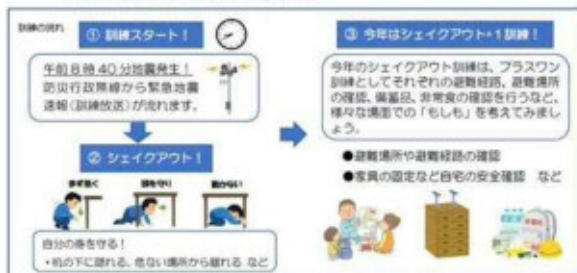 訓練の流れ
① 訓練スタート！
午前8時40分地震発生！
防災行政無線から緊急地震
速報（訓練放送）が流れます。
② シェイクアウト！
まず低く
頭を守り
動かない
自分の身を守る！
・机の下に隠れる、危ない場所から離れる など
③ 今年はシェイクアウト+1訓練！
今年のシェイクアウト訓練は、プラスワン
訓練としてそれぞれの避難経路、避難場所
の確認、備蓄品、非常食の確認を行うなど、
様々な場面での「もしも」を考えてみまし
ょう。
●避難場所や避難経路の確認
●家具の固定など自宅の安全確認 など